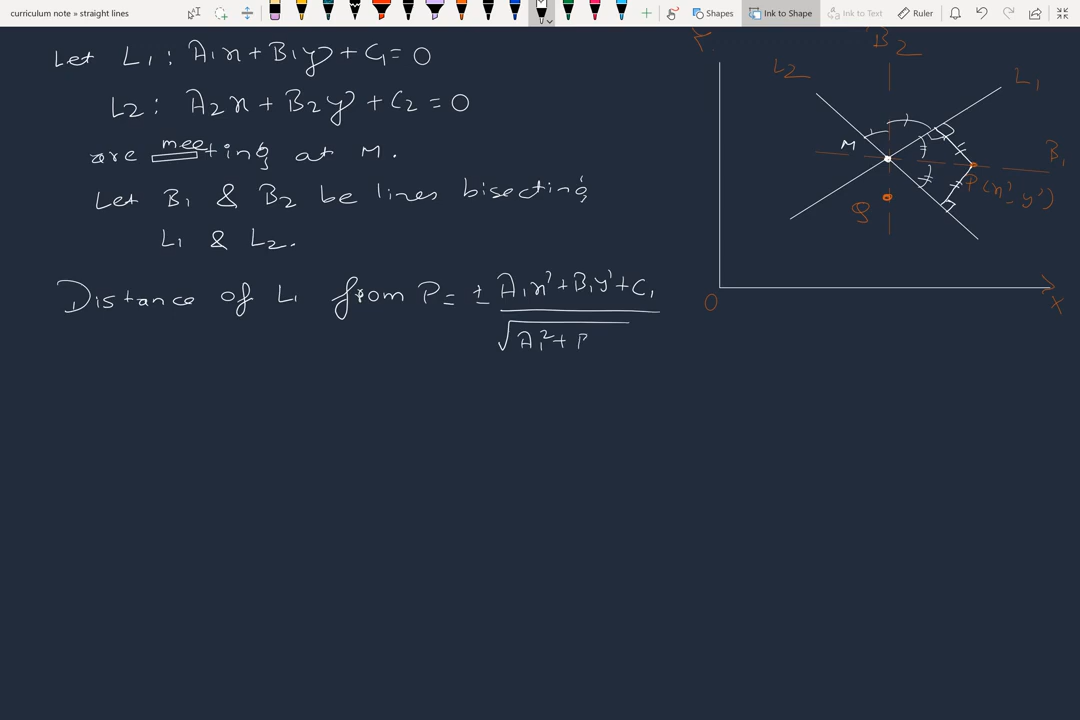 curriculum note » straight lines
Shapes
Ink to Shape
Ink to Text
Ruler
Let L1 : A1x + B1y + C1 = 0
L2 : A2x + B2y + C2 = 0
are meeting at M.
Let B1 & B2 be lines bisecting
L1 & L2.
Distance of L1 from P = ± A1x' + B1y' + C1
√A1² + B
Y
B2
L2
L1
M
B1
P(x', y')
Q
O
X